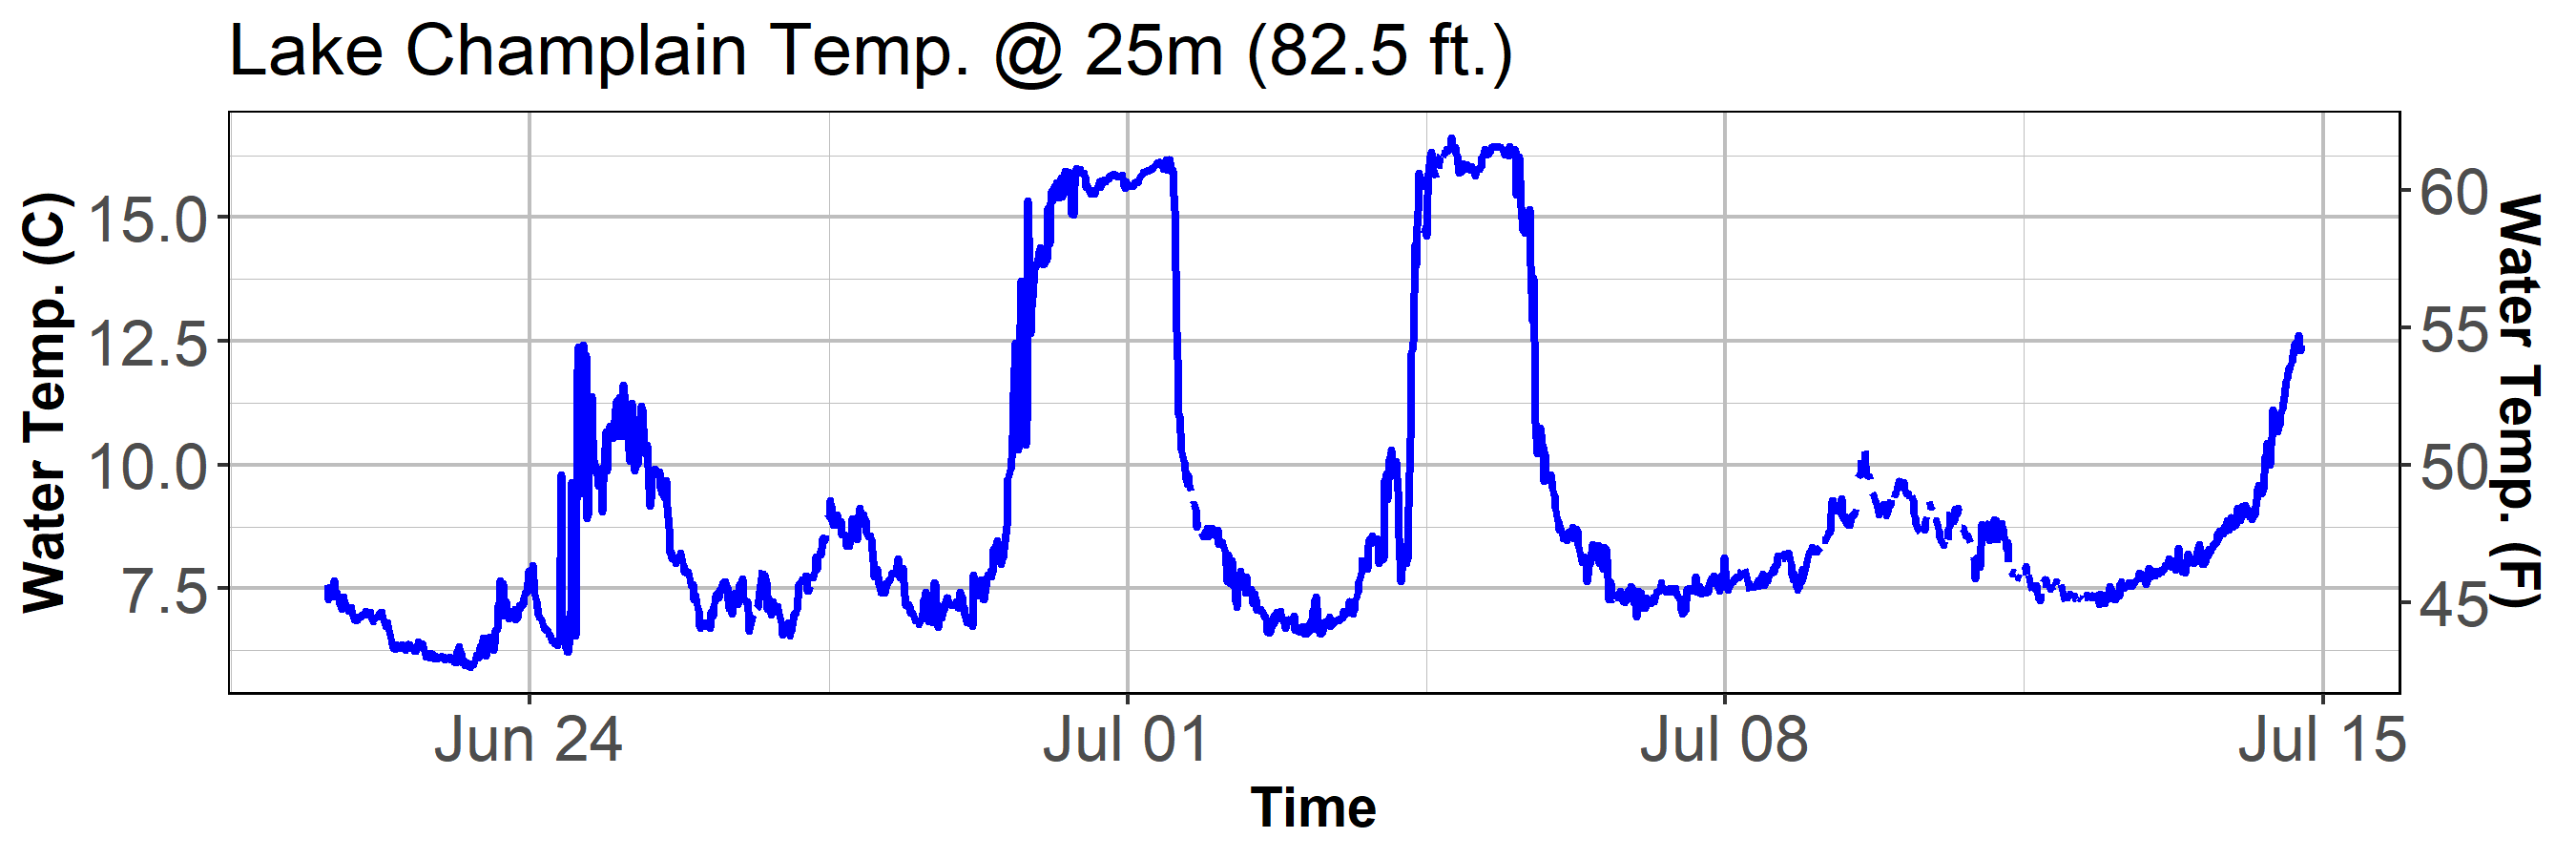 Lake Champlain Temp. @ 25m (82.5 ft.)
Water Temp. (C)
15.0
12.5
10.0
7.5
60
55
50
45
Water Temp. (F)
Jun 24
Jul 01
Jul 08
Jul 15
Time